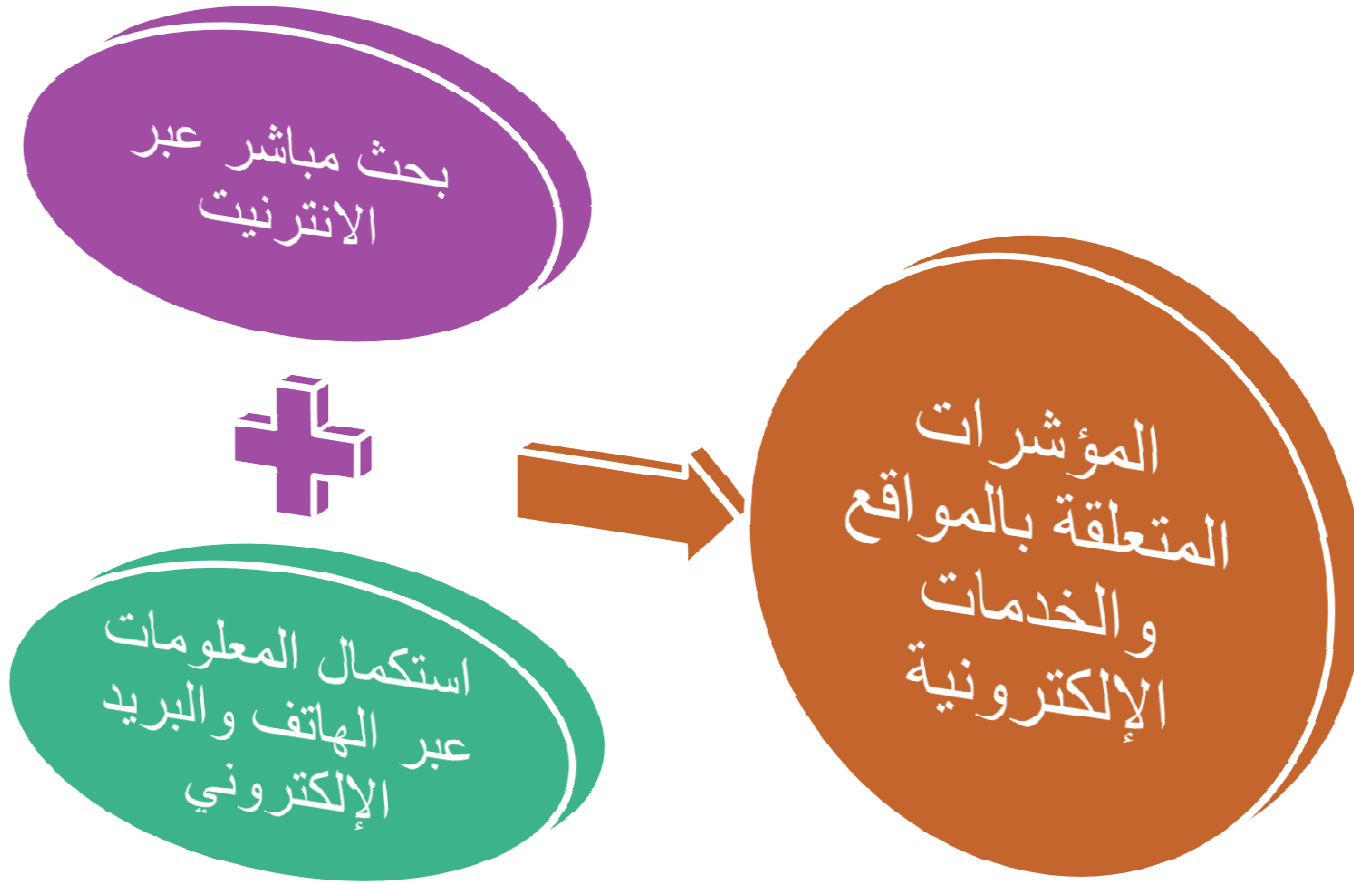 بحث مباشر عبر
الانترنيت
استكمال المعلومات
عبر الهاتف والبريد
الإلكتروني
المؤشرات
المتعلقة بالمواقع
والخدمات
الإلكترونية